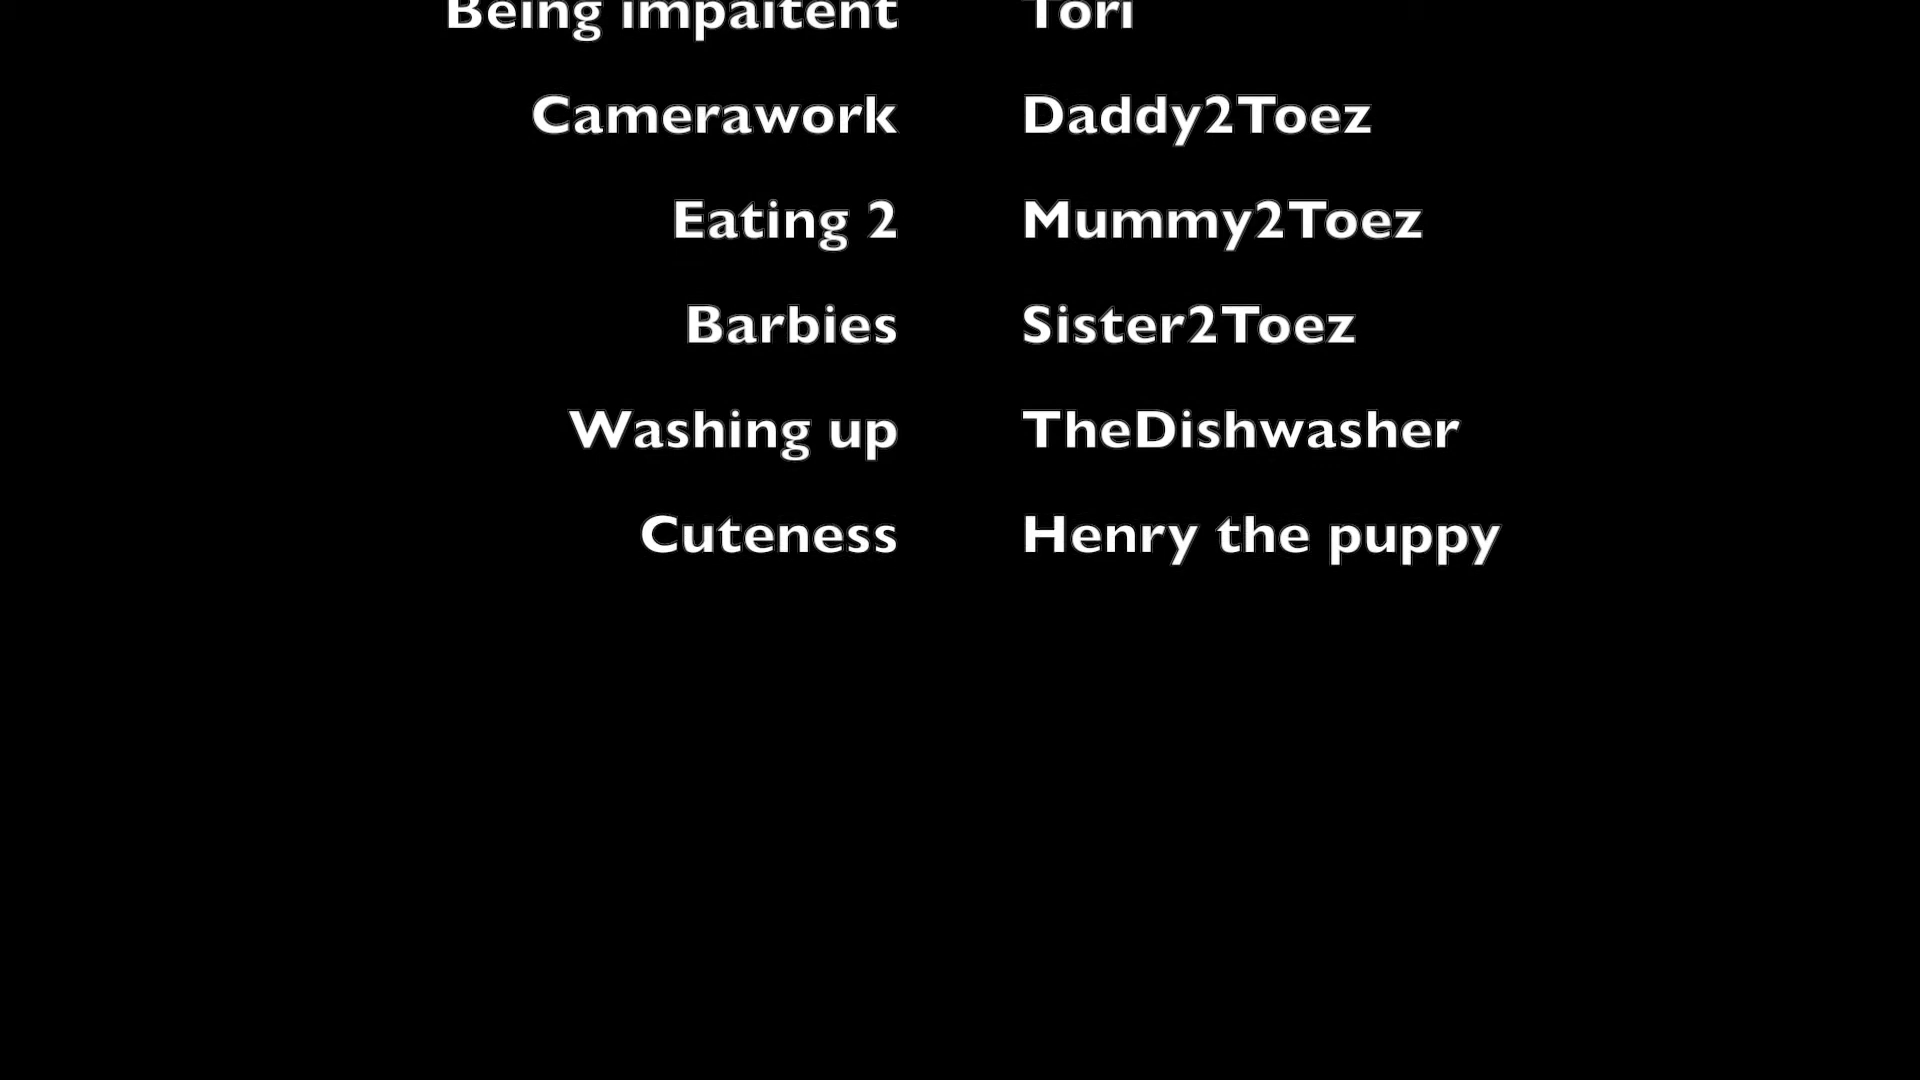 Being impaitent Tori
Camerawork Daddy2Toez
Eating 2 Mummy2Toez
Barbies Sister2Toez
Washing up TheDishwasher
Cuteness Henry the puppy